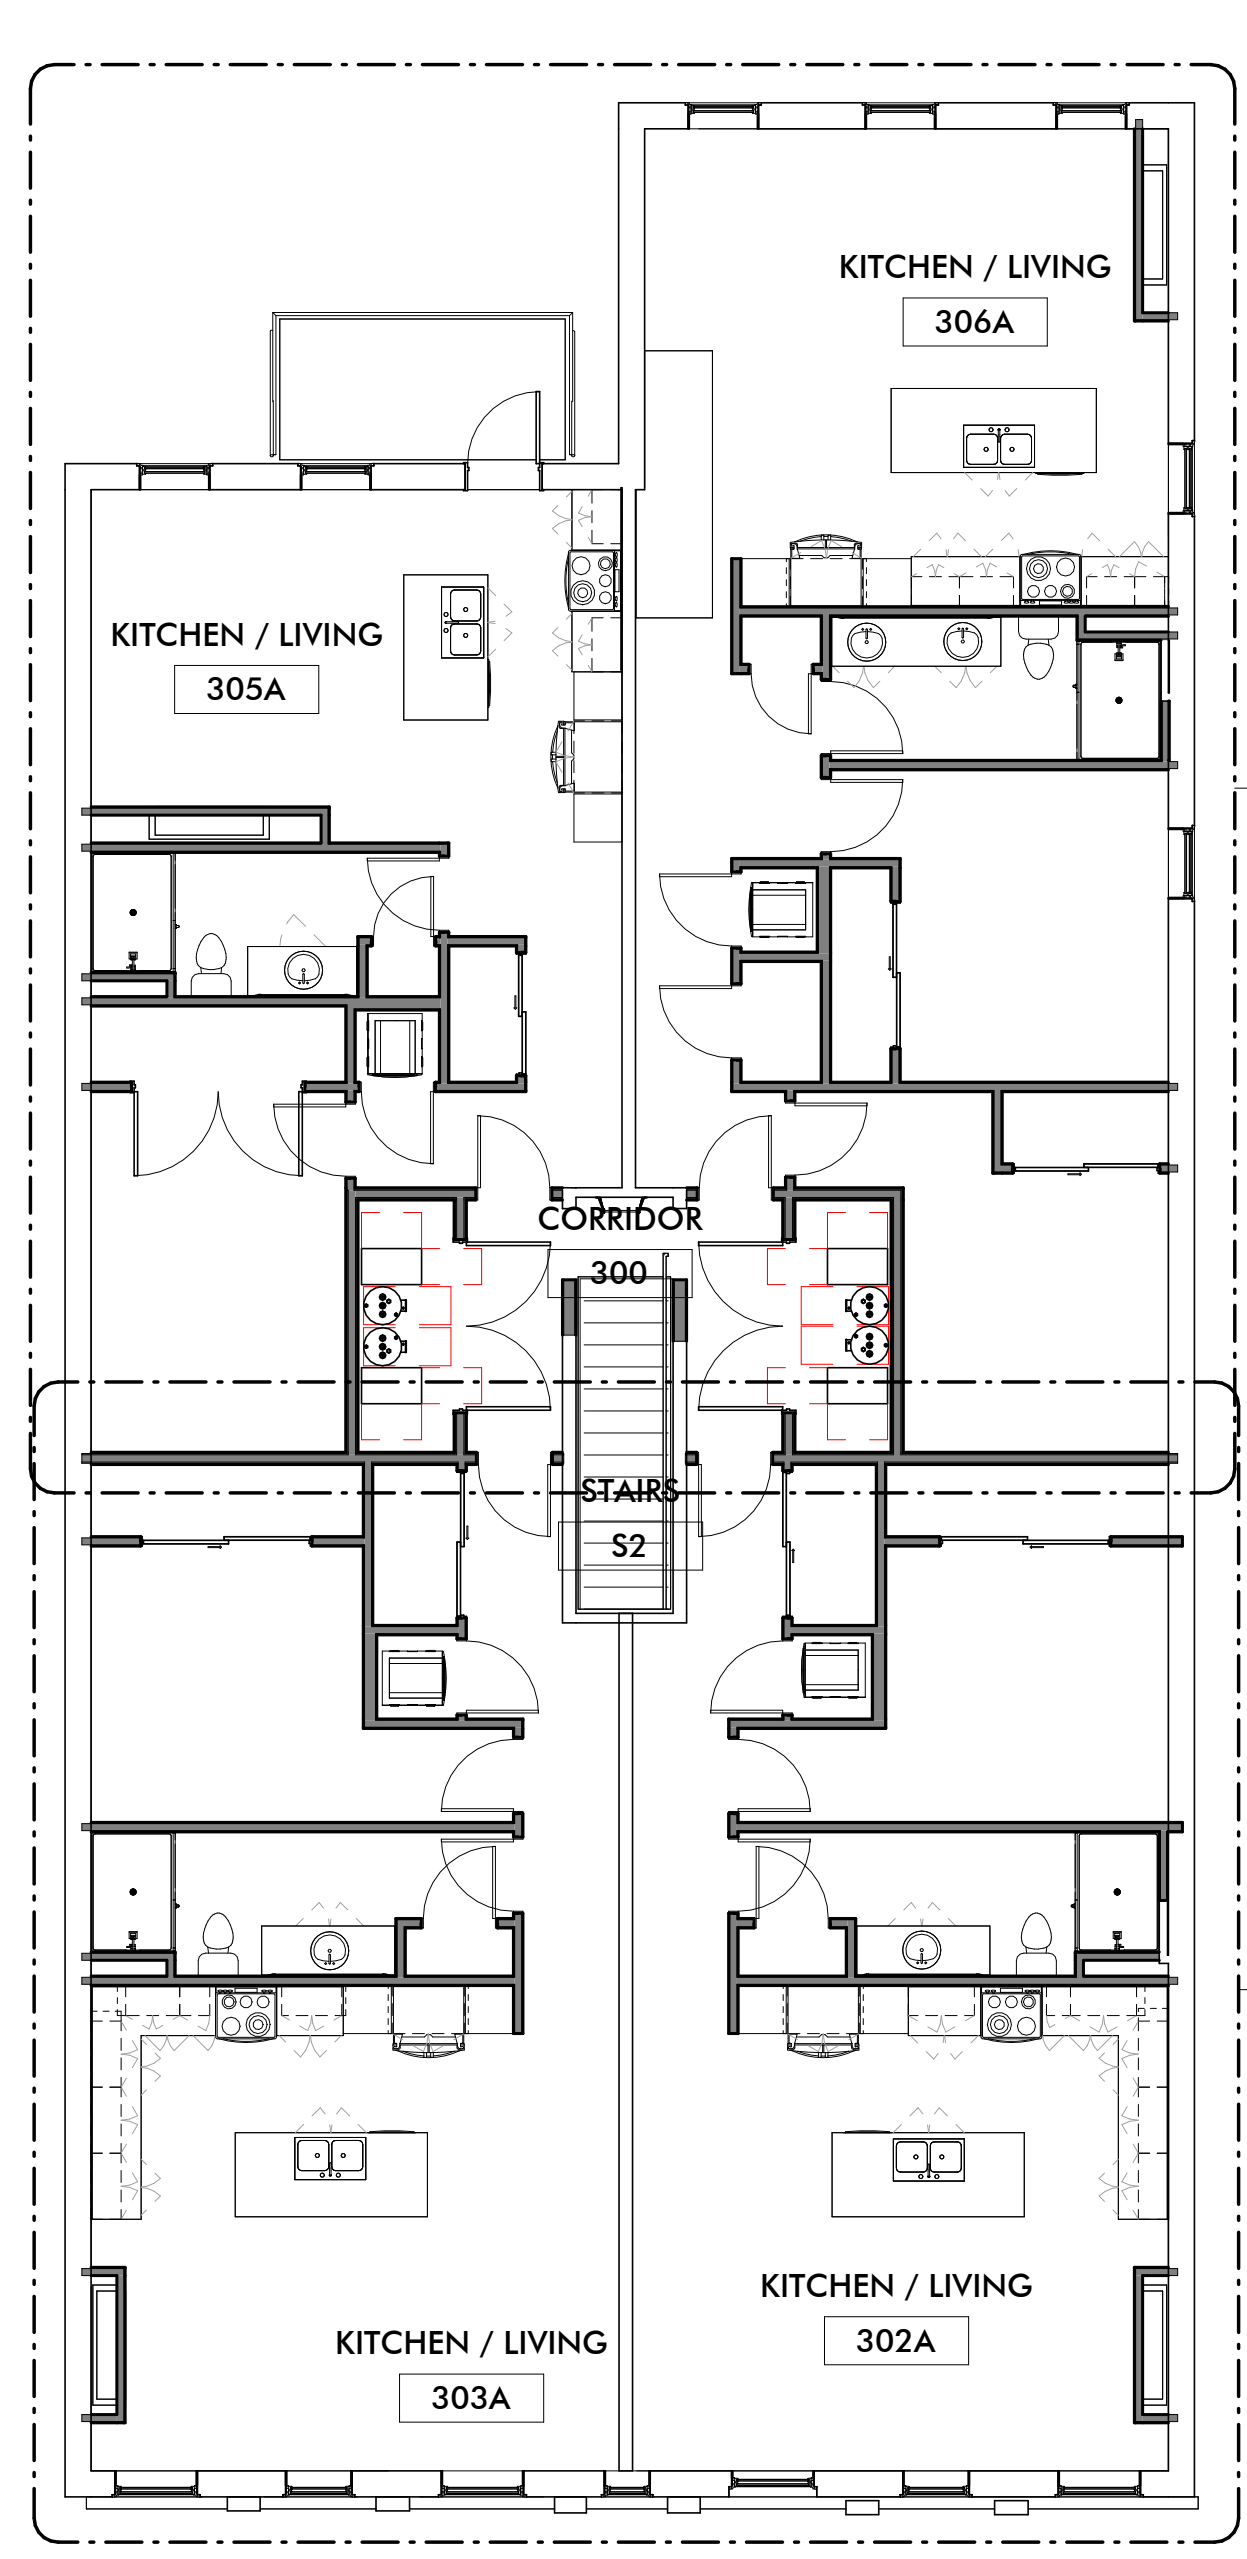 KITCHEN / LIVING
306A
KITCHEN / LIVING
305A
CORRIDOR
300
STAIRS
S2
KITCHEN / LIVING
302A
KITCHEN / LIVING
303A